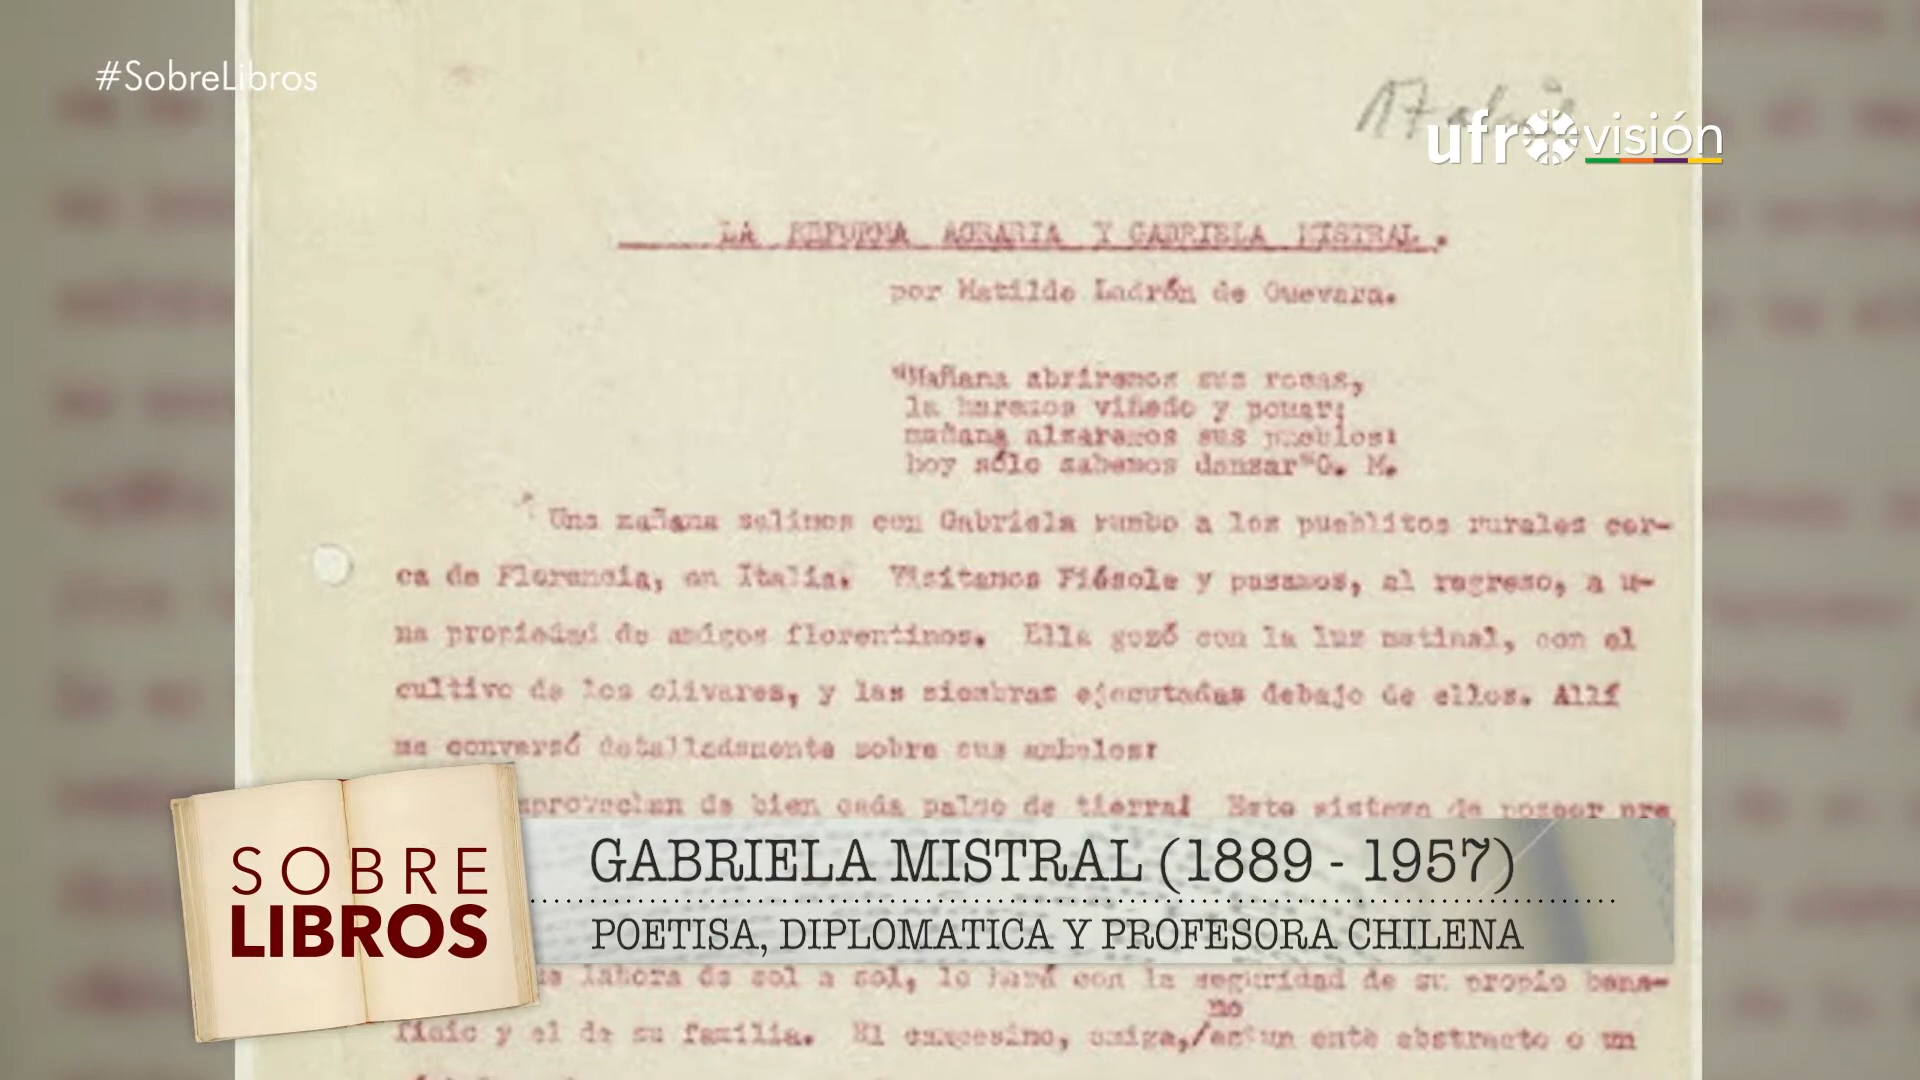 #SobreLibros
ufrovisión
LA REFORMA AGRARIA Y GABRIELA MISTRAL.
por Matilde Ladrón de Guevara.
"Mañana abriremos sus rocas,
la haremos viñedo y pomar;
mañana alzaremos sus pueblos:
hoy sólo sabemos danzar" G. M.
Una mañana salimos con Gabriela rumbo a los pueblitos rurales cer-
ca de Florencia, en Italia. Visitamos Fiésole y pasamos, al regreso, a u-
na propiedad de amigos florentinos. Ella gozó con la luz matinal, con el
cultivo de los olivares, y las siembras ejecutadas debajo de ellos. Allí
me conversó detalladamente sobre sus anhelos:
aprovechan de bien cada palmo de tierra! Este sistema de poseer pre
SOBRE
LIBROS
GABRIELA MISTRAL (1889 - 1957)
POETISA, DIPLOMATICA Y PROFESORA CHILENA
labora de sol a sol, lo hará con la seguridad de su propio bene-
no
ficio y el de su familia. El campesino, amiga,/es un ente abstracto o un